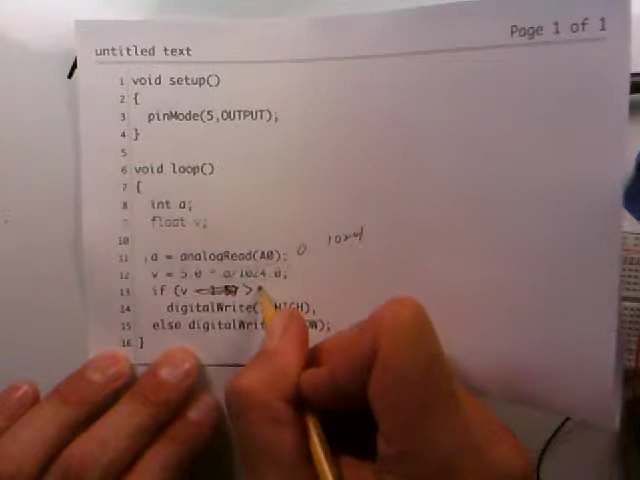 Page 1 of 1
untitled text
1 void setup()
2 {
3 pinMode(5,OUTPUT);
4 }
5
6 void loop()
7 {
8 int a;
9 float v;
10
11 a = analogRead(A0); 0 1024
12 v = 5.0 * a/1024.0;
13 if (v >
14 digitalWrite( HIGH),
15 else digitalWrit OW);
16 }